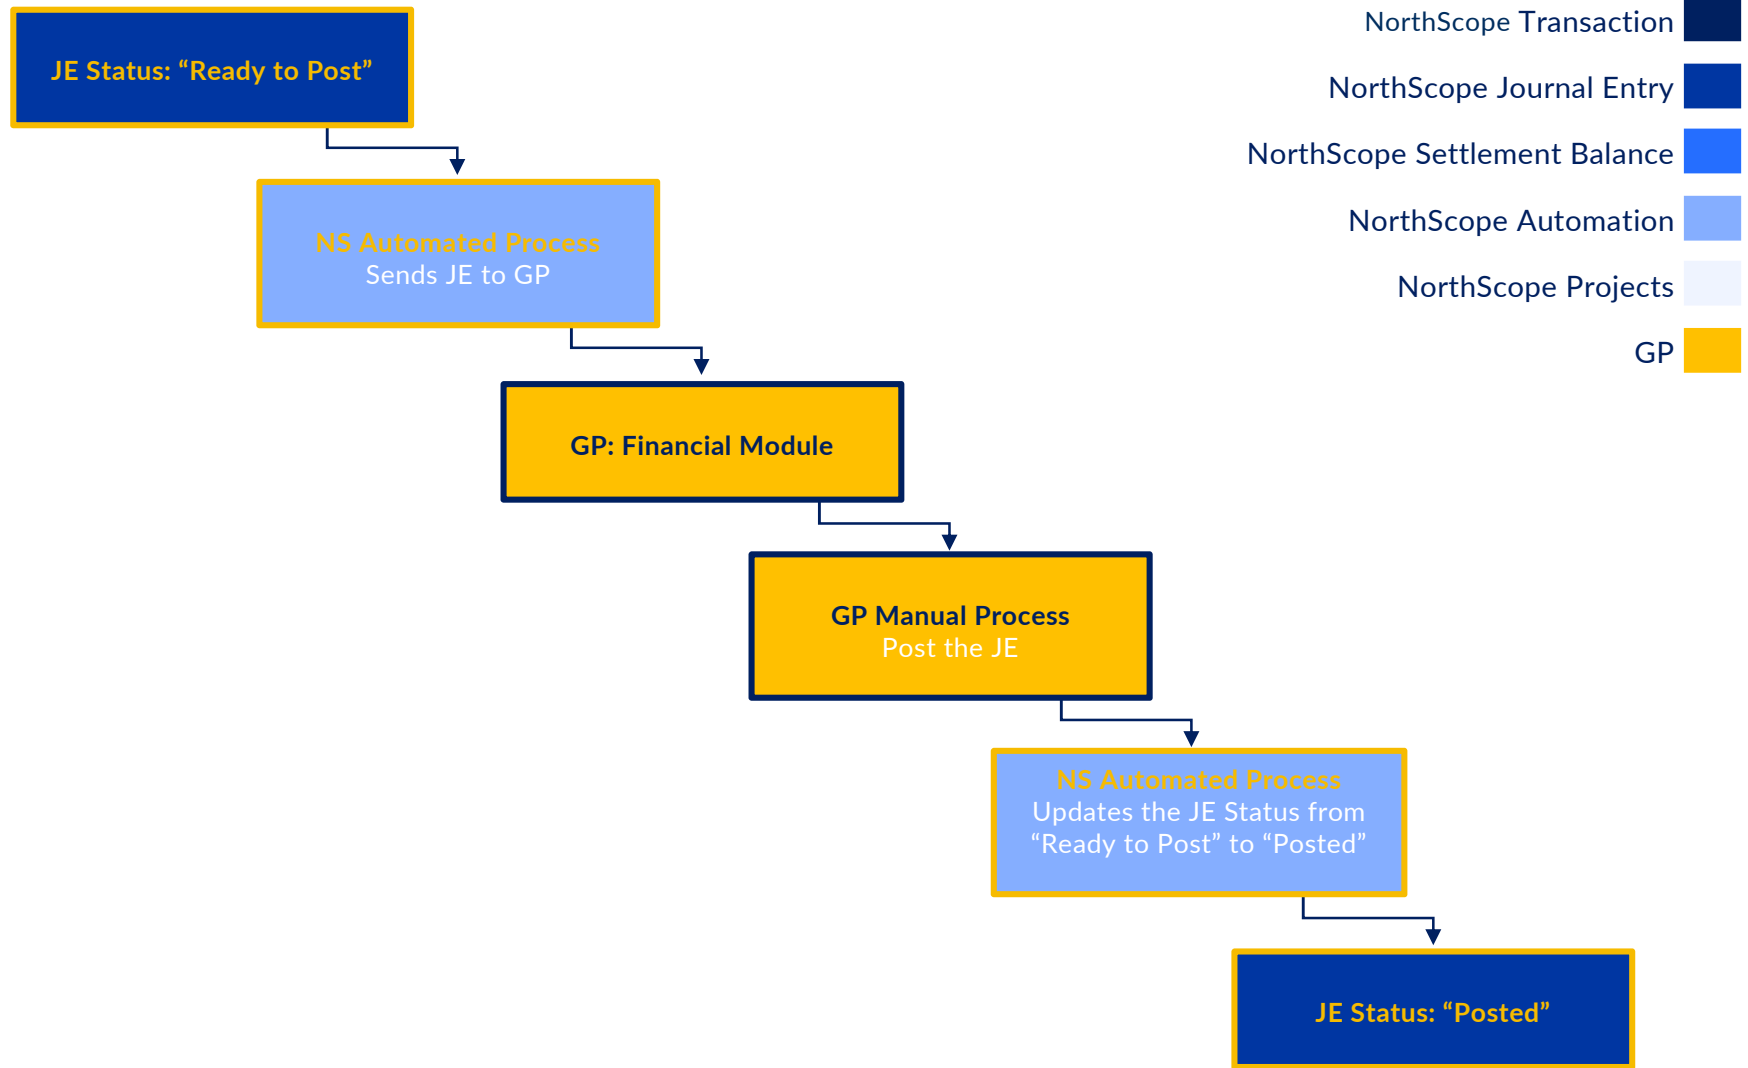 JE Status: “Ready to Post”
NS Automated Process
Sends JE to GP
GP: Financial Module
GP Manual Process
Post the JE
NS Automated Process
Updates the JE Status from
“Ready to Post” to “Posted”
JE Status: “Posted”
NorthScope Transaction
NorthScope Journal Entry
NorthScope Settlement Balance
NorthScope Automation
NorthScope Projects
GP